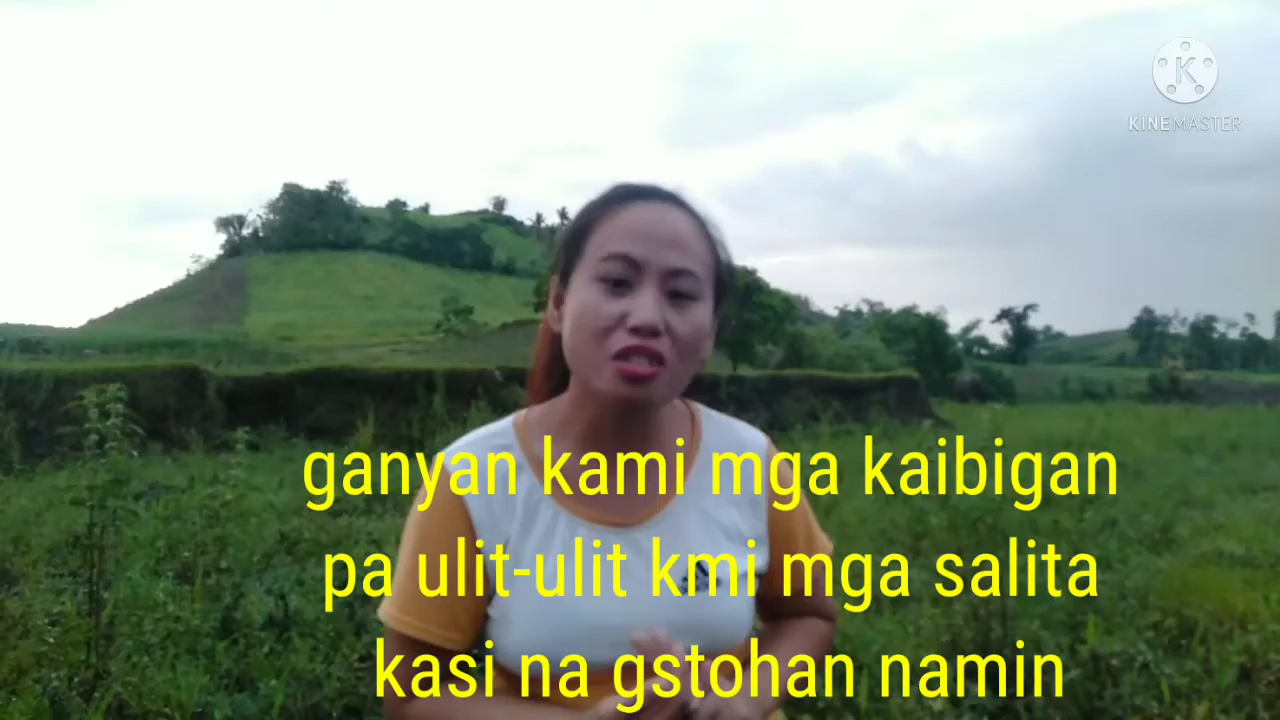 K
KINEMASTER
ganyan kami mga kaibigan
pa ulit-ulit kmi mga salita
kasi na gstohan namin